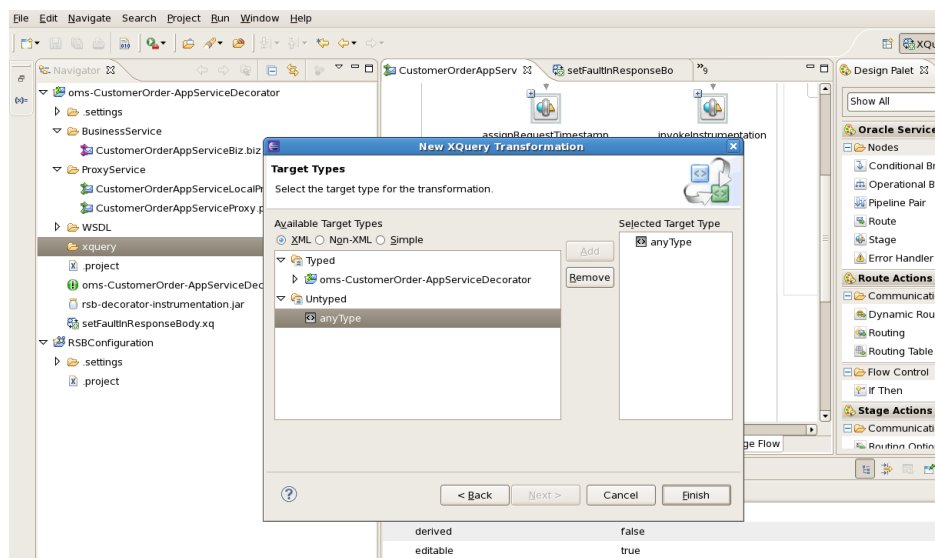 File Edit Navigate Search Project Run Window Help
XQu
Navigator
CustomerOrderAppServ
setFaultInResponseBo
"9
Design Palet
oms-CustomerOrder-AppServiceDecorator
.settings
BusinessService
CustomerOrderAppServiceBiz.biz
ProxyService
CustomerOrderAppServiceLocalPr
CustomerOrderAppServiceProxy.p
WSDL
xquery
.project
oms-CustomerOrder-AppServiceDec
rsb-decorator-instrumentation.jar
setFaultInResponseBody.xq
RSBConfiguration
.settings
.project
assignRequestTimestamp
invokeInstrumentation
New XQuery Transformation
Target Types
Select the target type for the transformation.
Available Target Types
XML Non-XML Simple
Typed
oms-CustomerOrder-AppServiceDecorator
Untyped
anyType
Add
Remove
Selected Target Type
anyType
< Back
Next >
Cancel
Finish
ge Flow
derived false
editable true
Show All
Oracle Service
Nodes
Conditional Br
Operational B
Pipeline Pair
Route
Stage
Error Handler
Route Actions
Communicati
Dynamic Rou
Routing
Routing Table
Flow Control
If Then
Stage Actions
Communicati
Routing Optio